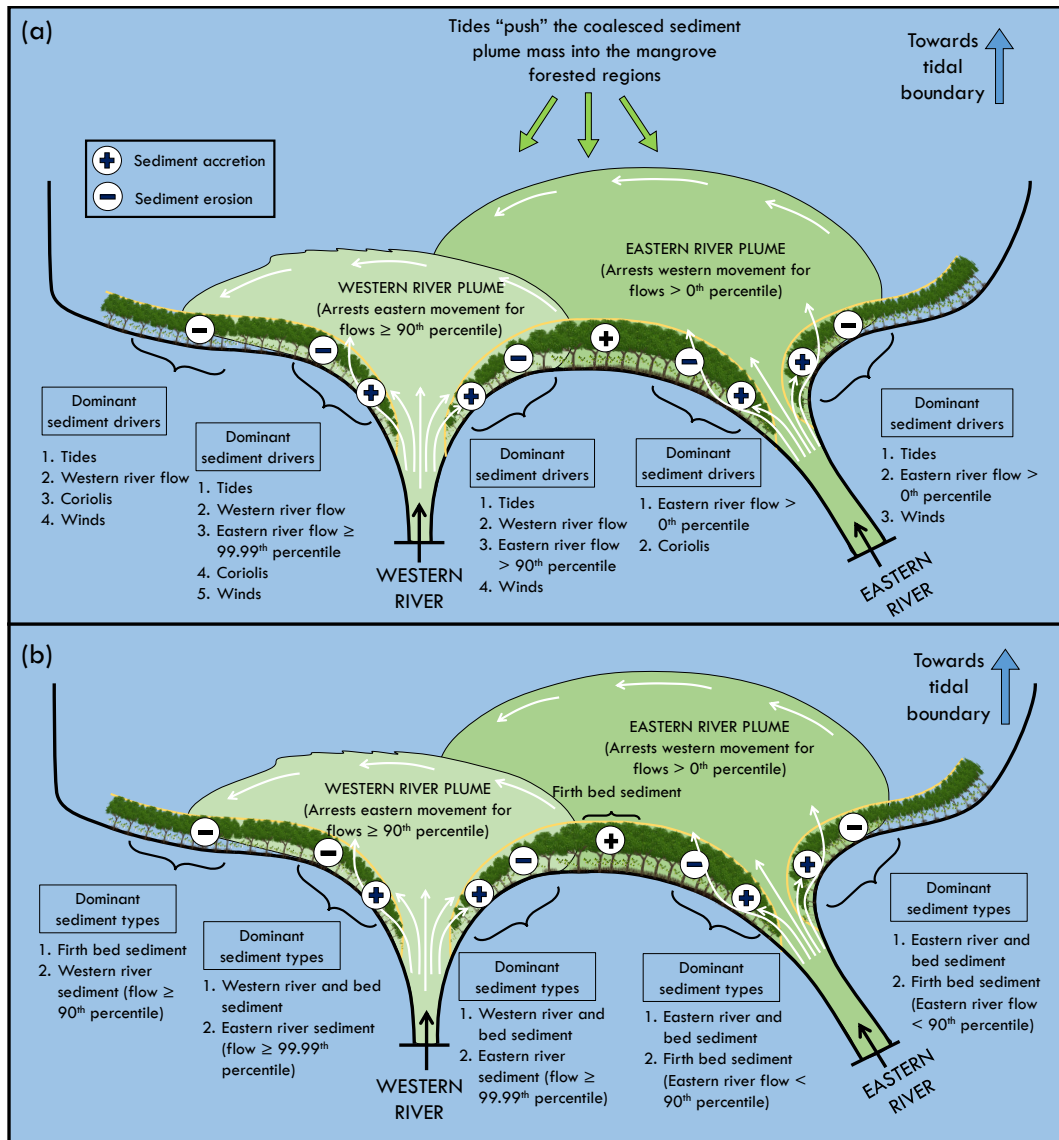 (a)
Tides “push” the coalesced sediment
plume mass into the mangrove
forested regions
Towards
tidal
boundary
Sediment accretion
Sediment erosion
EASTERN RIVER PLUME
(Arrests western movement for
flows > 0th percentile)
WESTERN RIVER PLUME
(Arrests eastern movement for
flows ≥ 90th percentile)
Dominant
sediment drivers
1. Tides
2. Western river flow
3. Coriolis
4. Winds
Dominant
sediment drivers
1. Tides
2. Western river flow
3. Eastern river flow ≥
99.99th percentile
4. Coriolis
5. Winds
Dominant
sediment drivers
1. Tides
2. Western river flow
3. Eastern river flow
> 90th percentile
4. Winds
Dominant
sediment drivers
1. Eastern river flow >
0th percentile
2. Coriolis
Dominant
sediment drivers
1. Tides
2. Eastern river flow >
0th percentile
3. Winds
WESTERN
RIVER
EASTERN
RIVER
(b)
Towards
tidal
boundary
EASTERN RIVER PLUME
(Arrests western movement for
flows > 0th percentile)
WESTERN RIVER PLUME
(Arrests eastern movement for
flows ≥ 90th percentile)
Firth bed sediment
Dominant
sediment types
1. Firth bed sediment
2. Western river
sediment (flow ≥
90th percentile)
Dominant
sediment types
1. Western river and bed
sediment
2. Eastern river sediment
(flow ≥ 99.99th
percentile)
Dominant
sediment types
1. Western river and
bed sediment
2. Eastern river
sediment (flow ≥
99.99th percentile)
Dominant
sediment types
1. Eastern river and
bed sediment
2. Firth bed sediment
(Eastern river flow <
90th percentile)
Dominant
sediment types
1. Eastern river and
bed sediment
2. Firth bed sediment
(Eastern river flow
< 90th percentile)
WESTERN
RIVER
EASTERN
RIVER